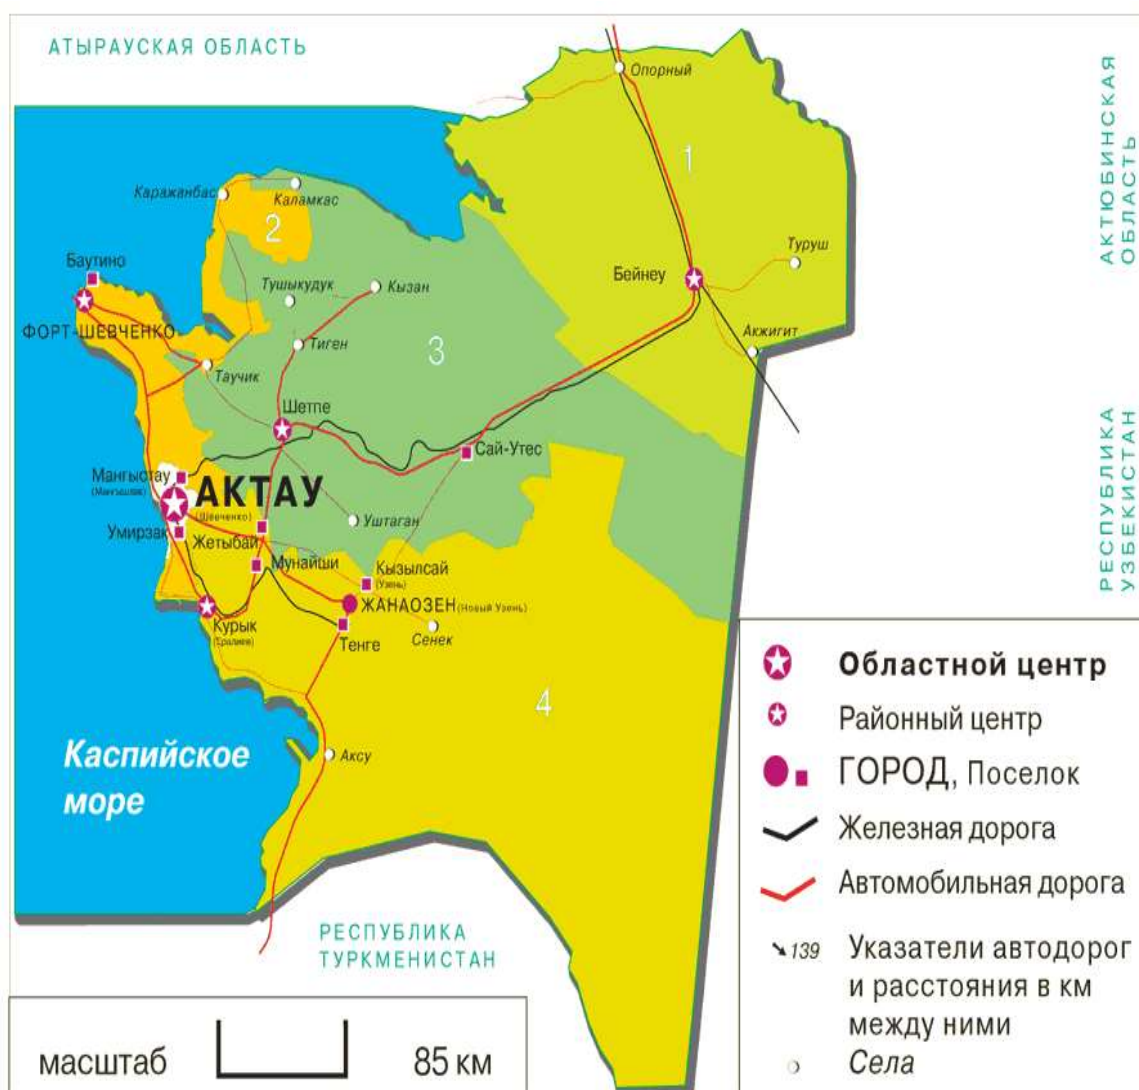 АТЫРАУСКАЯ ОБЛАСТЬ
АКТЮБИНСКАЯ
ОБЛАСТЬ
Опорный
1
Каражанбас
Каламкас
2
Баутино
Тушыкудук
Кызан
Бейнеу
Туруш
ФОРТ-ШЕВЧЕНКО
Тиген
3
Акжигит
Таучик
Шетпе
РЕСПУБЛИКА
УЗБЕКИСТАН
Сай-Утес
Мангыстау
(Мангышлак)
АКТАУ
(Шевченко)
Уштаган
Умирзак
Жетыбай
Мунайши
Кызылсай
(Узень)
ЖАНАОЗЕН (Новый Узень)
Курык
(Ералиев)
Тенге
Сенек
4
Каспийское
море
Аксу
РЕСПУБЛИКА
ТУРКМЕНИСТАН
Областной центр
Районный центр
ГОРОД, Поселок
Железная дорога
Автомобильная дорога
139 Указатели автодорог
и расстояния в км
между ними
Села
масштаб 85 км